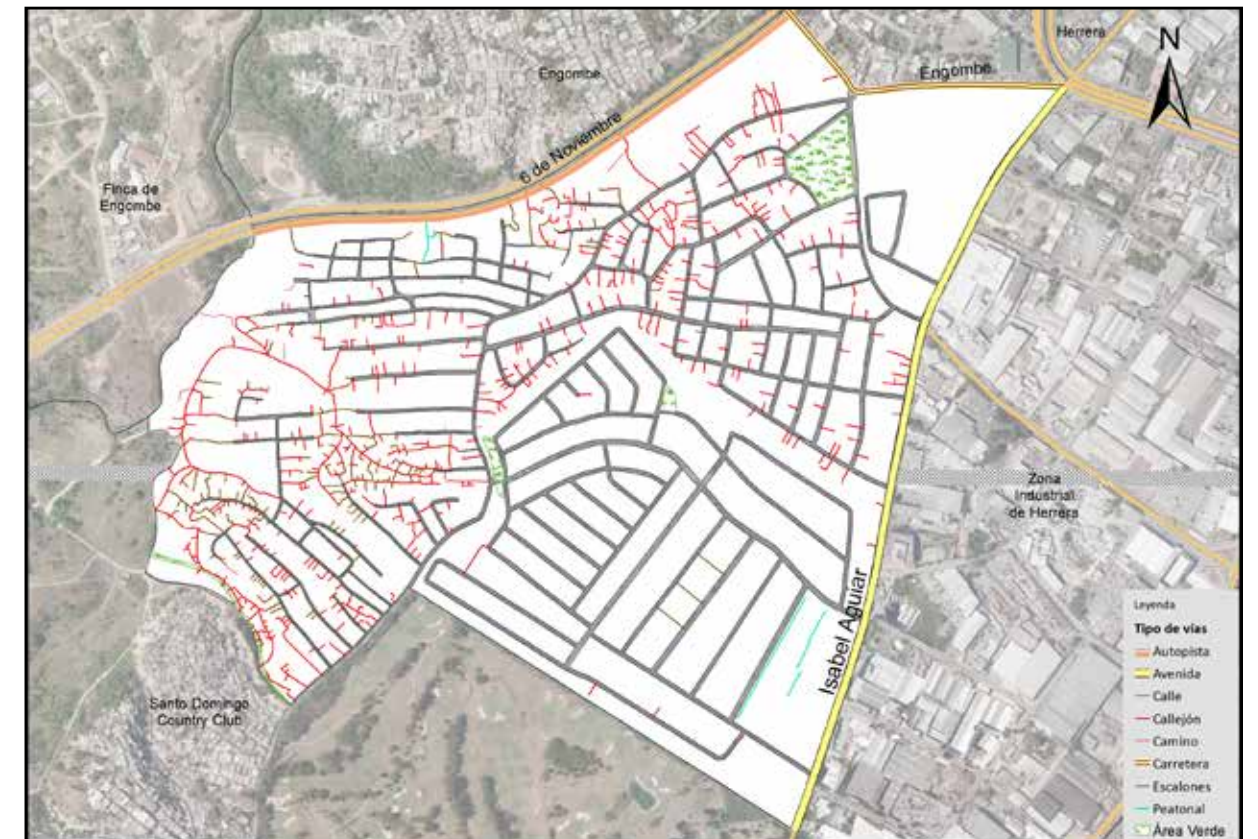 Herrera
N
Engombe
Engombe
6 de Noviembre
Finca de
Engombe
Zona
Industrial
de Herrera
Isabel Aguiar
Santo Domingo
Country Club
Leyenda
Tipo de vías
Autopista
Avenida
Calle
Callejón
Camino
Carretera
Escalones
Peatonal
Área Verde